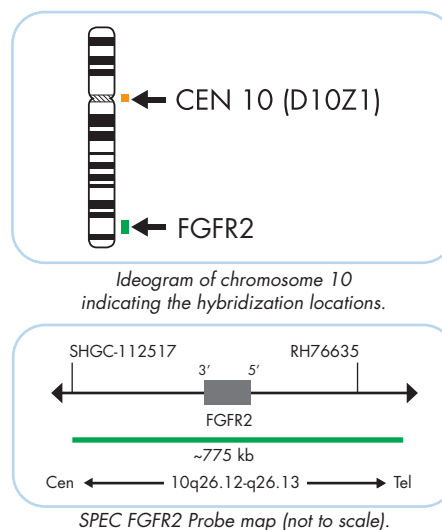 CEN 10 (D10Z1)
FGFR2
Ideogram of chromosome 10
indicating the hybridization locations.
SHGC-112517 RH76635
3' 5'
FGFR2
~775 kb
Cen 10q26.12-q26.13 Tel
SPEC FGFR2 Probe map (not to scale).